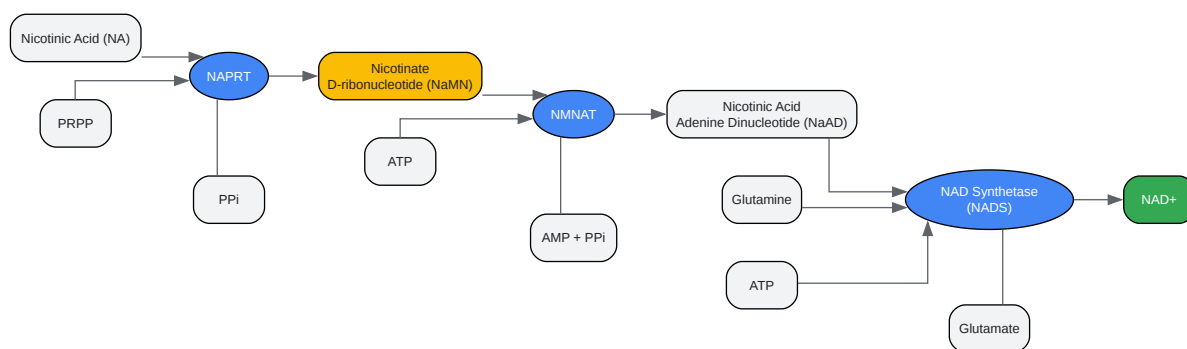 Nicotinic Acid (NA)
NAPRT
PRPP
PPi
Nicotinate
D-ribonucleotide (NaMN)
ATP
NMNAT
AMP + PPi
Nicotinic Acid
Adenine Dinucleotide (NaAD)
Glutamine
ATP
NAD Synthetase
(NADS)
Glutamate
NAD+